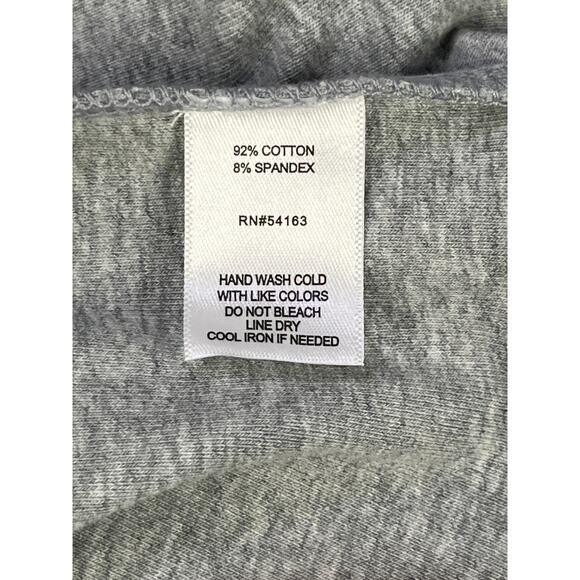 92% COTTON
8% SPANDEX
RN#54163
HAND WASH COLD
WITH LIKE COLORS
DO NOT BLEACH
LINE DRY
COOL IRON IF NEEDED